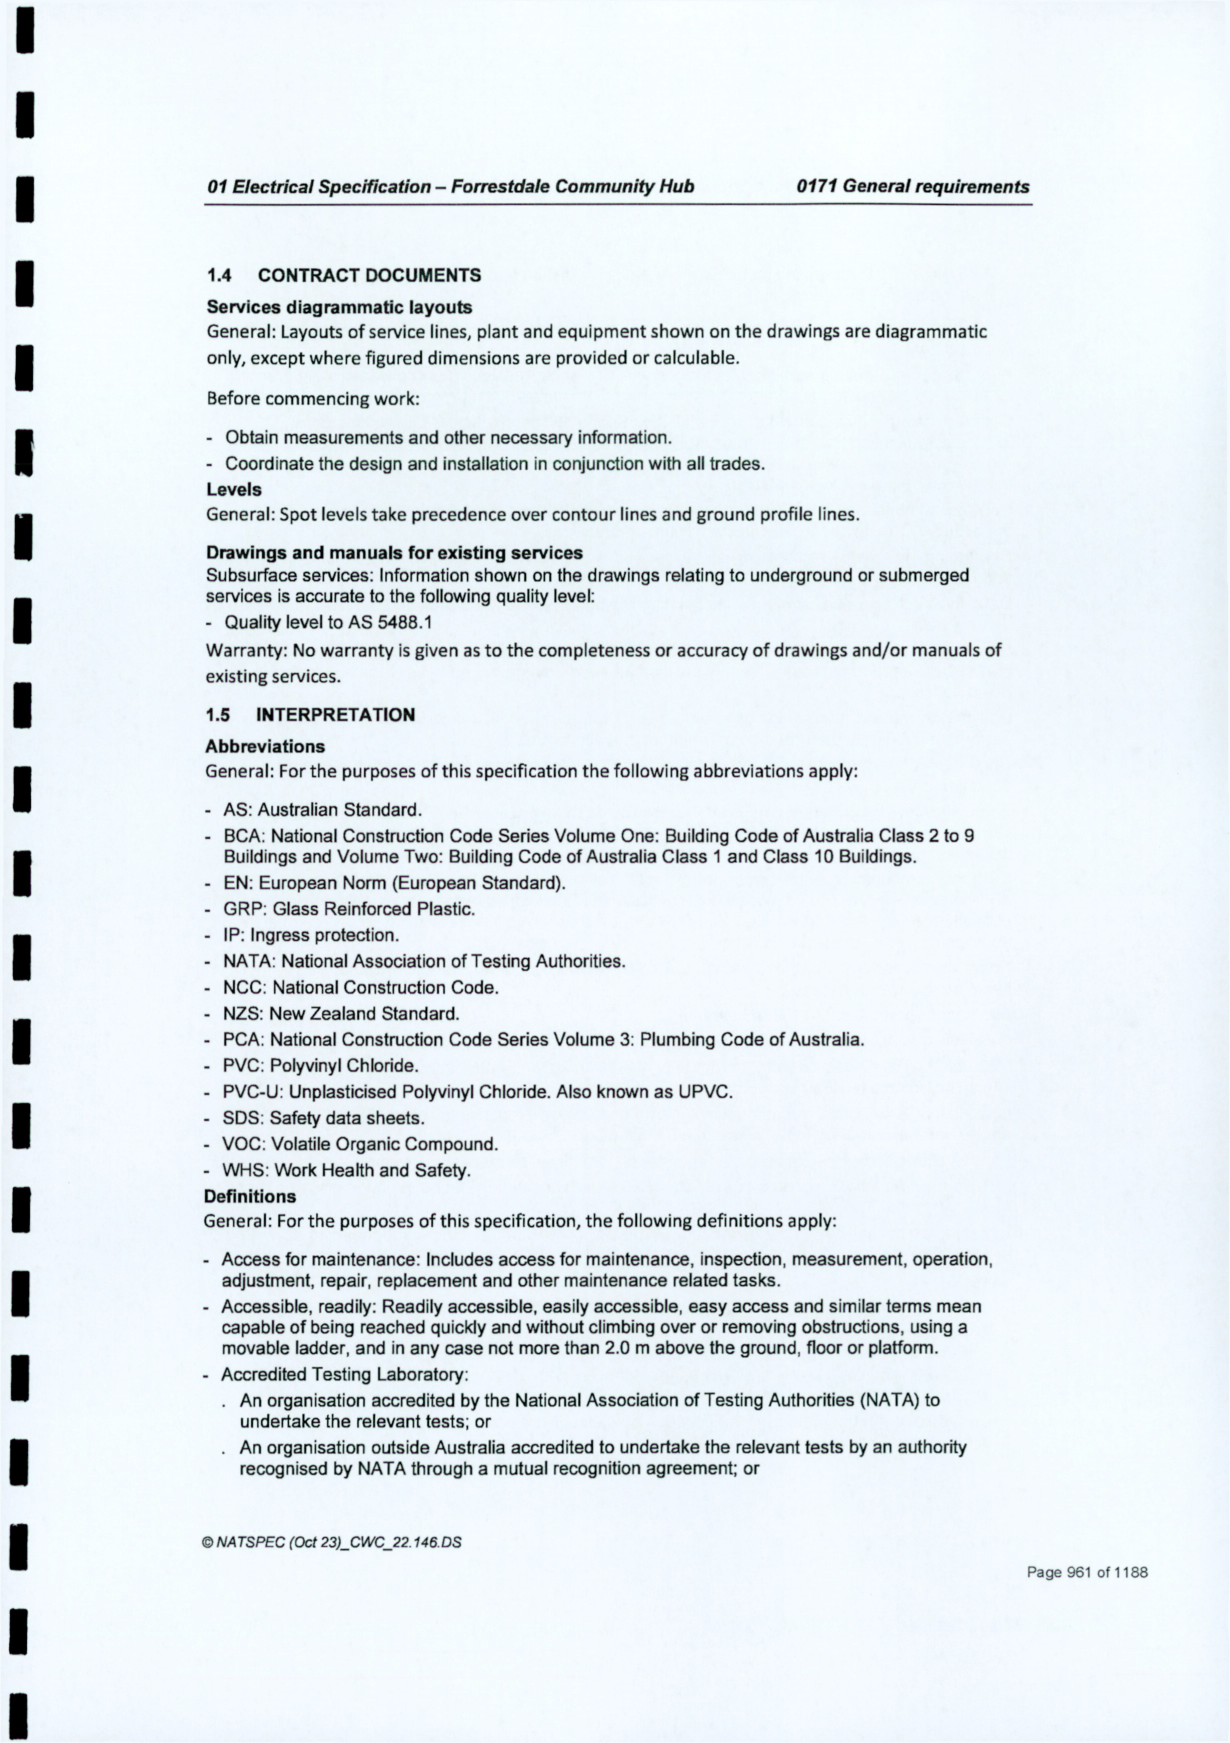 01 Electrical Specification – Forrestdale Community Hub 0171 General requirements
1.4 CONTRACT DOCUMENTS
Services diagrammatic layouts
General: Layouts of service lines, plant and equipment shown on the drawings are diagrammatic
only, except where figured dimensions are provided or calculable.
Before commencing work:
- Obtain measurements and other necessary information.
- Coordinate the design and installation in conjunction with all trades.
Levels
General: Spot levels take precedence over contour lines and ground profile lines.
Drawings and manuals for existing services
Subsurface services: Information shown on the drawings relating to underground or submerged
services is accurate to the following quality level:
- Quality level to AS 5488.1
Warranty: No warranty is given as to the completeness or accuracy of drawings and/or manuals of
existing services.
1.5 INTERPRETATION
Abbreviations
General: For the purposes of this specification the following abbreviations apply:
- AS: Australian Standard.
- BCA: National Construction Code Series Volume One: Building Code of Australia Class 2 to 9
Buildings and Volume Two: Building Code of Australia Class 1 and Class 10 Buildings.
- EN: European Norm (European Standard).
- GRP: Glass Reinforced Plastic.
- IP: Ingress protection.
- NATA: National Association of Testing Authorities.
- NCC: National Construction Code.
- NZS: New Zealand Standard.
- PCA: National Construction Code Series Volume 3: Plumbing Code of Australia.
- PVC: Polyvinyl Chloride.
- PVC-U: Unplasticised Polyvinyl Chloride. Also known as UPVC.
- SDS: Safety data sheets.
- VOC: Volatile Organic Compound.
- WHS: Work Health and Safety.
Definitions
General: For the purposes of this specification, the following definitions apply:
- Access for maintenance: Includes access for maintenance, inspection, measurement, operation,
adjustment, repair, replacement and other maintenance related tasks.
- Accessible, readily: Readily accessible, easily accessible, easy access and similar terms mean
capable of being reached quickly and without climbing over or removing obstructions, using a
movable ladder, and in any case not more than 2.0 m above the ground, floor or platform.
- Accredited Testing Laboratory:
. An organisation accredited by the National Association of Testing Authorities (NATA) to
undertake the relevant tests; or
. An organisation outside Australia accredited to undertake the relevant tests by an authority
recognised by NATA through a mutual recognition agreement; or
© NATSPEC (Oct 23)_CWC_22.146.DS
Page 961 of 1188